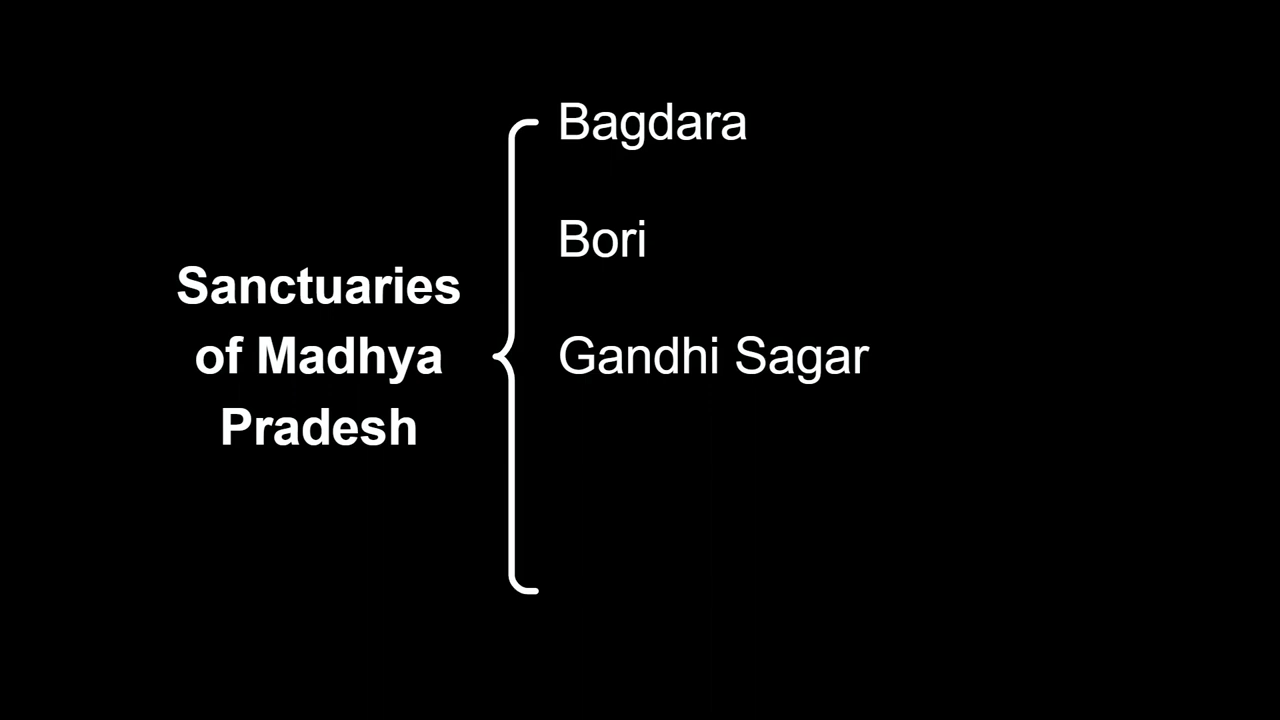 Sanctuaries
of Madhya
Pradesh
Bagdara
Bori
Gandhi Sagar